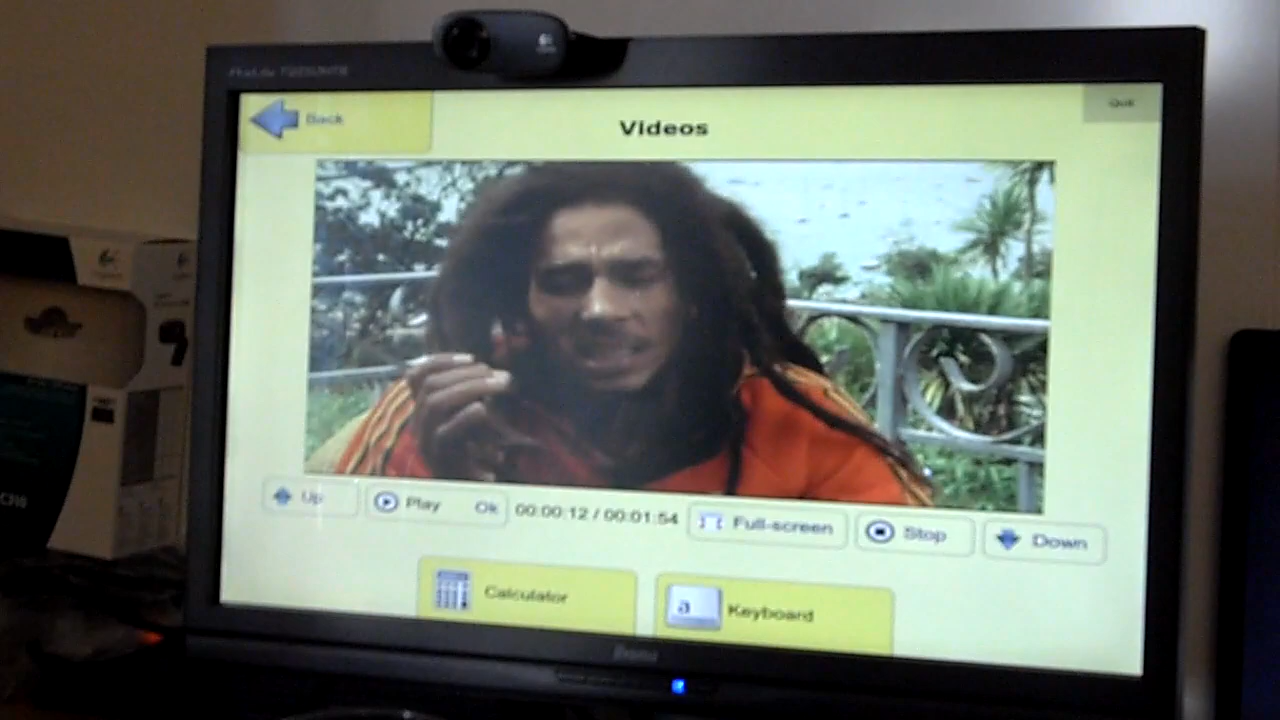 Back
Videos
Quit
Up
Play
Ok
00:00:12 / 00:01:54
Full-screen
Stop
Down
Calculator
a
Keyboard